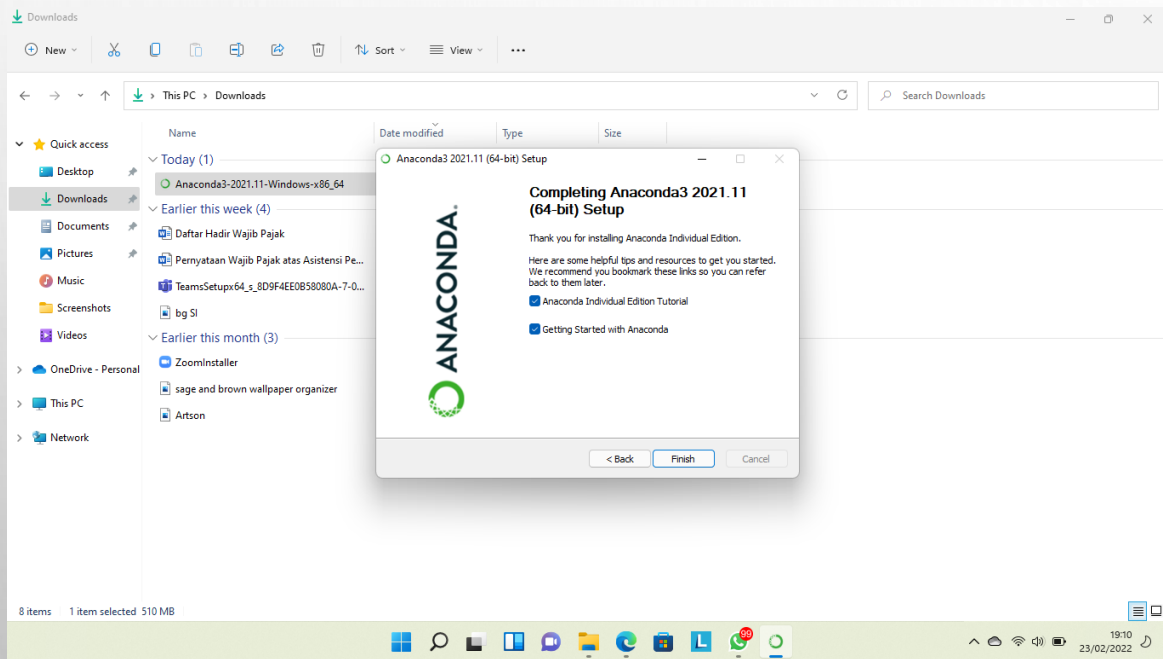 Downloads
New
Sort
View
This PC > Downloads
Search Downloads
Quick access
Desktop
Downloads
Documents
Pictures
Music
Screenshots
Videos
OneDrive - Personal
This PC
Network
Name
Date modified
Type
Size
Today (1)
Anaconda3-2021.11-Windows-x86_64
Earlier this week (4)
Daftar Hadir Wajib Pajak
Pernyataan Wajib Pajak atas Asistensi Pe...
TeamsSetupx64_s_8D9F4EE0B58080A-7-0...
bg SI
Earlier this month (3)
ZoomInstaller
sage and brown wallpaper organizer
Artson
Anaconda3 2021.11 (64-bit) Setup
ANACONDA.
Completing Anaconda3 2021.11
(64-bit) Setup
Thank you for installing Anaconda Individual Edition.
Here are some helpful tips and resources to get you started.
We recommend you bookmark these links so you can refer
back to them later.
Anaconda Individual Edition Tutorial
Getting Started with Anaconda
< Back
Finish
Cancel
8 items
1 item selected 510 MB
L
99
19:10
23/02/2022